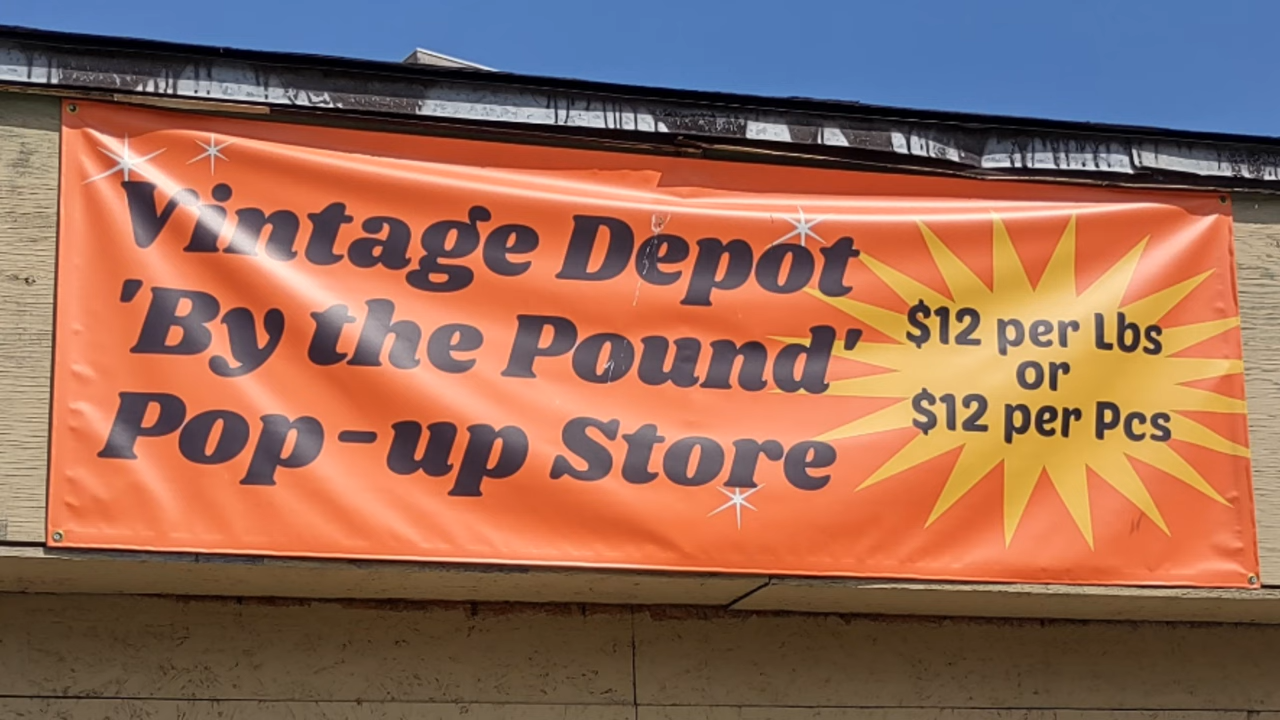 Vintage Depot
'By the Pound'
Pop-up Store
$12 per Lbs
or
$12 per Pcs